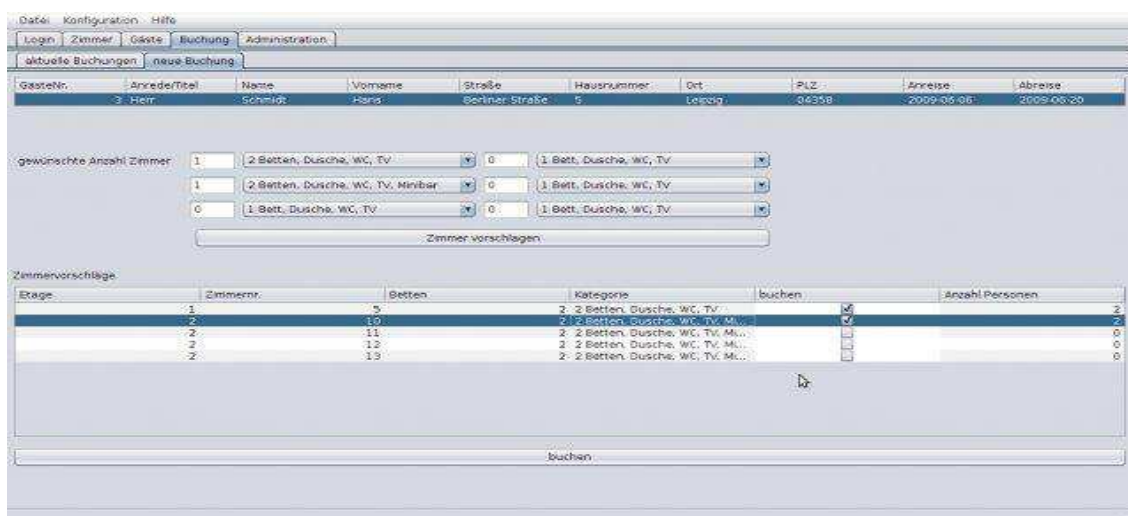 Datei Konfiguration Hilfe
Login Zimmer Gäste Buchung Administration
aktuelle Buchungen neue Buchung
GästeNr. Anrede/Titel Name Vorname Straße Hausnummer Ort PLZ Anreise Abreise
3 Herr Schmidt Hans Berliner Straße 5 Leipzig 04358 2009-06-06 2009-06-20
gewünschte Anzahl Zimmer 1 2 Betten, Dusche, WC, TV 0 1 Bett, Dusche, WC, TV
1 2 Betten, Dusche, WC, TV, Minibar 0 1 Bett, Dusche, WC, TV
0 1 Bett, Dusche, WC, TV 0 1 Bett, Dusche, WC, TV
Zimmer vorschlagen
Zimmervorschläge
Etage Zimmernr. Betten Kategorie buchen Anzahl Personen
1 5 2 2 Betten, Dusche, WC, TV 2
2 10 2 2 Betten, Dusche, WC, TV, Mi... 2
2 11 2 2 Betten, Dusche, WC, TV, Mi... 0
2 12 2 2 Betten, Dusche, WC, TV, Mi... 0
2 13 2 2 Betten, Dusche, WC, TV, Mi... 0
buchen